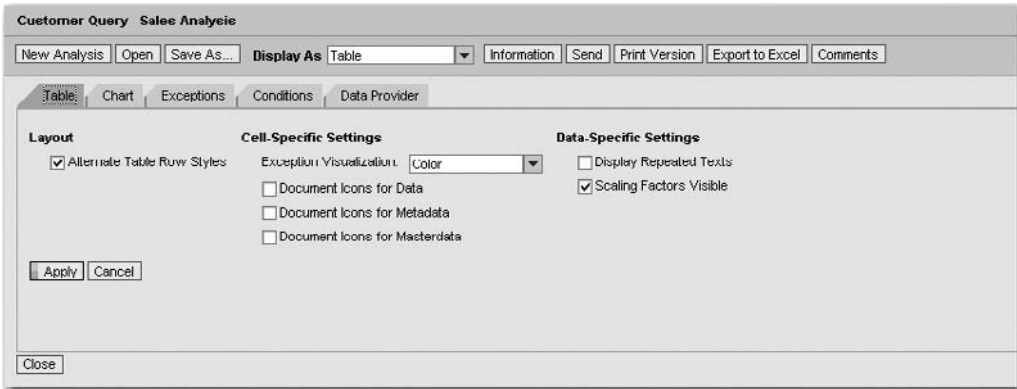 Customer Query Sales Analysis
New Analysis Open Save As... Display As Table Information Send Print Version Export to Excel Comments
Table Chart Exceptions Conditions Data Provider
Layout Cell-Specific Settings Data-Specific Settings
Alternate Table Row Styles Exception Visualization: Color Display Repeated Texts
Document Icons for Data Scaling Factors Visible
Document Icons for Metadata
Document Icons for Masterdata
Apply Cancel
Close